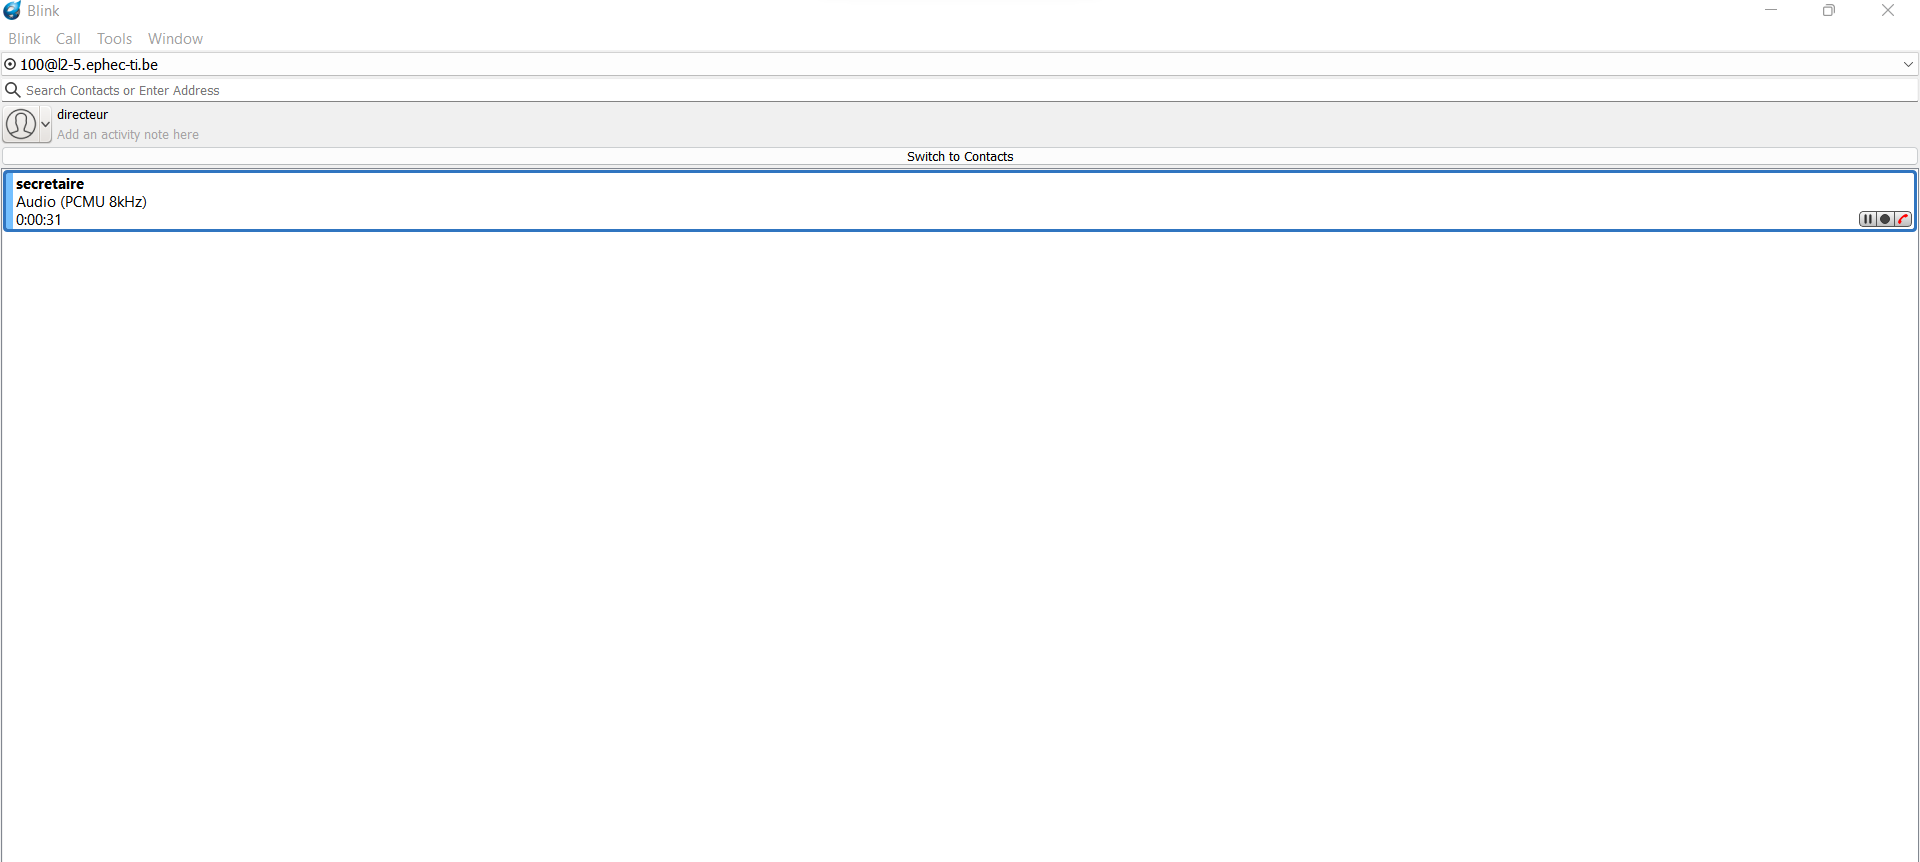 Blink
Blink Call Tools Window
100@l2-5.ephec-ti.be
Search Contacts or Enter Address
directeur
Add an activity note here
Switch to Contacts
secretaire
Audio (PCMU 8kHz)
0:00:31